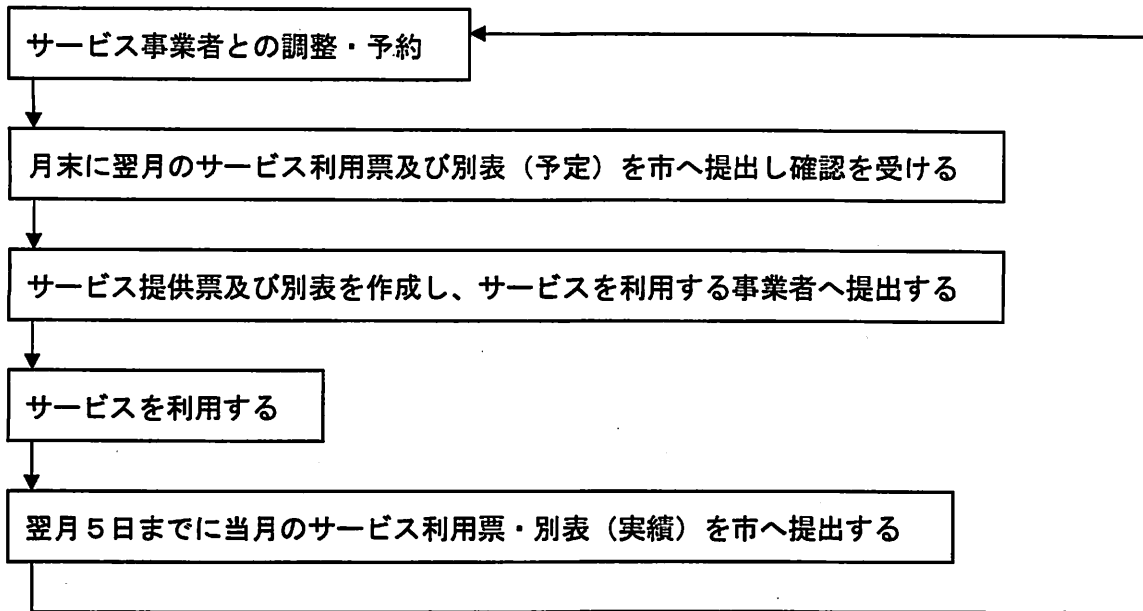 サービス事業者との調整・予約
月末に翌月のサービス利用票及び別表（予定）を市へ提出し確認を受ける
サービス提供票及び別表を作成し、サービスを利用する事業者へ提出する
サービスを利用する
翌月５日までに当月のサービス利用票・別表（実績）を市へ提出する